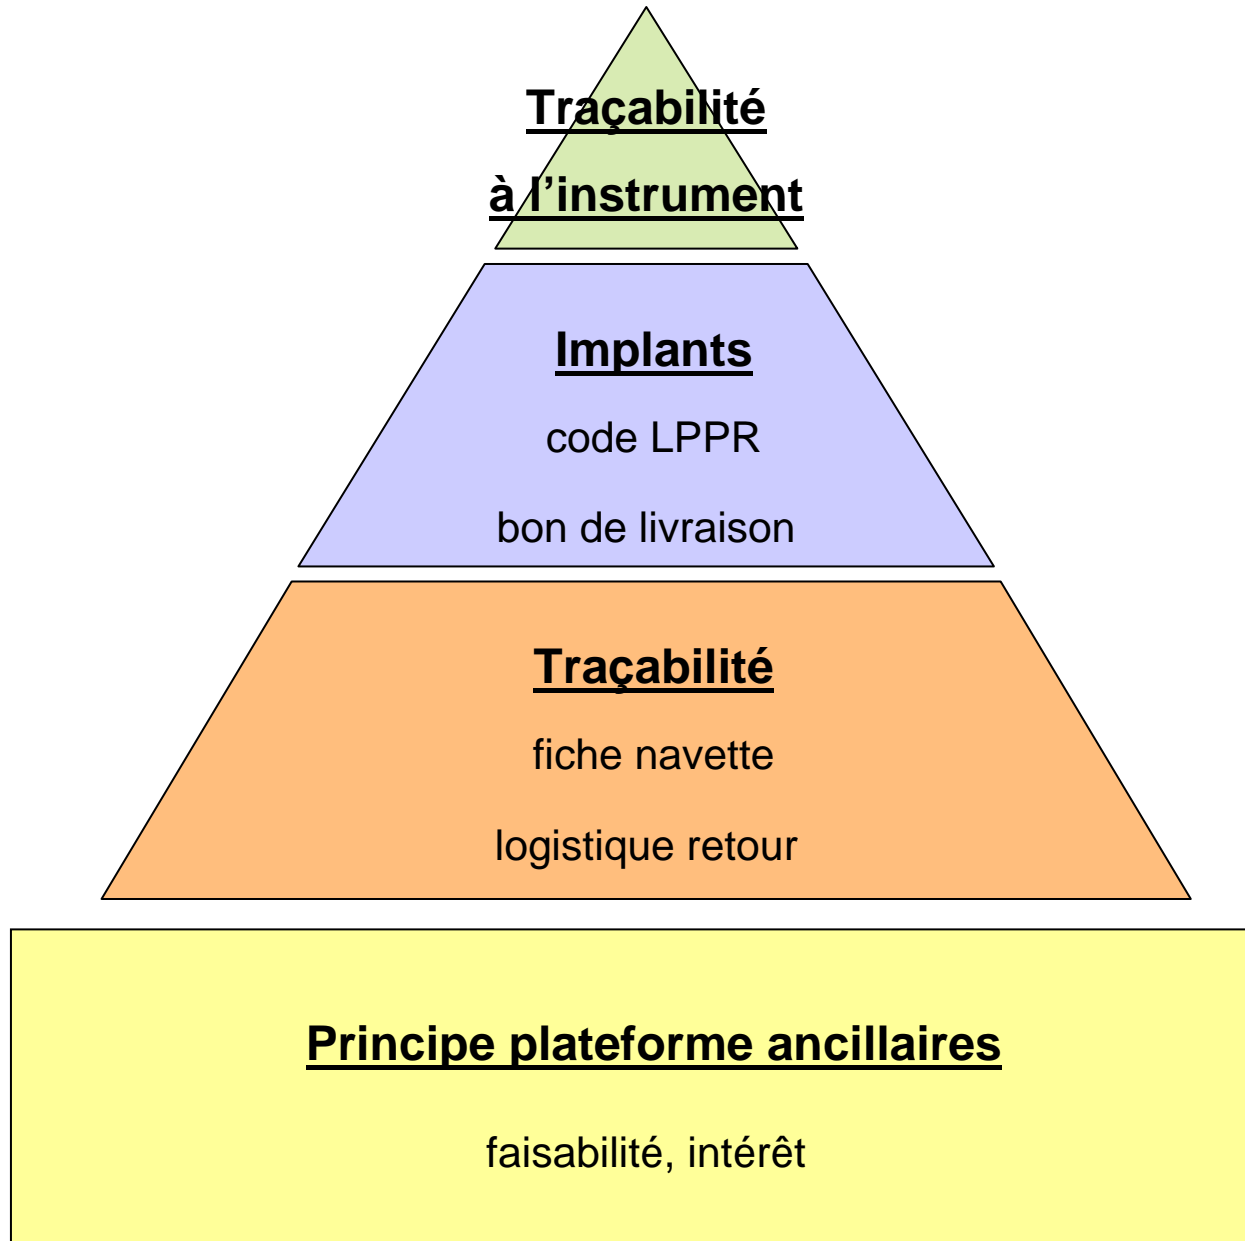 Traçabilité
à l’instrument
Implants
code LPPR
bon de livraison
Traçabilité
fiche navette
logistique retour
Principe plateforme ancillaires
faisabilité, intérêt